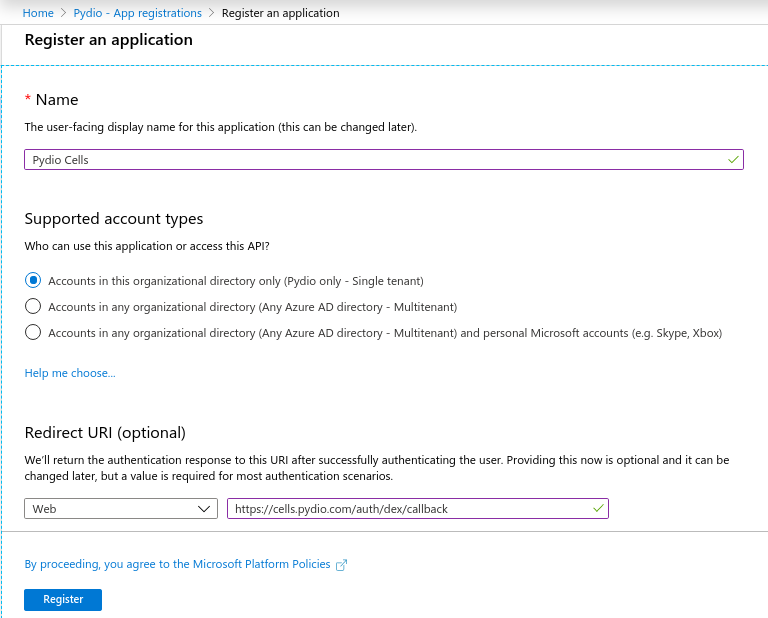 Home > Pydio - App registrations > Register an application
Register an application
* Name
The user-facing display name for this application (this can be changed later).
Pydio Cells
Supported account types
Who can use this application or access this API?
Accounts in this organizational directory only (Pydio only - Single tenant)
Accounts in any organizational directory (Any Azure AD directory - Multitenant)
Accounts in any organizational directory (Any Azure AD directory - Multitenant) and personal Microsoft accounts (e.g. Skype, Xbox)
Help me choose...
Redirect URI (optional)
We'll return the authentication response to this URI after successfully authenticating the user. Providing this now is optional and it can be
changed later, but a value is required for most authentication scenarios.
Web
https://cells.pydio.com/auth/dex/callback
By proceeding, you agree to the Microsoft Platform Policies
Register